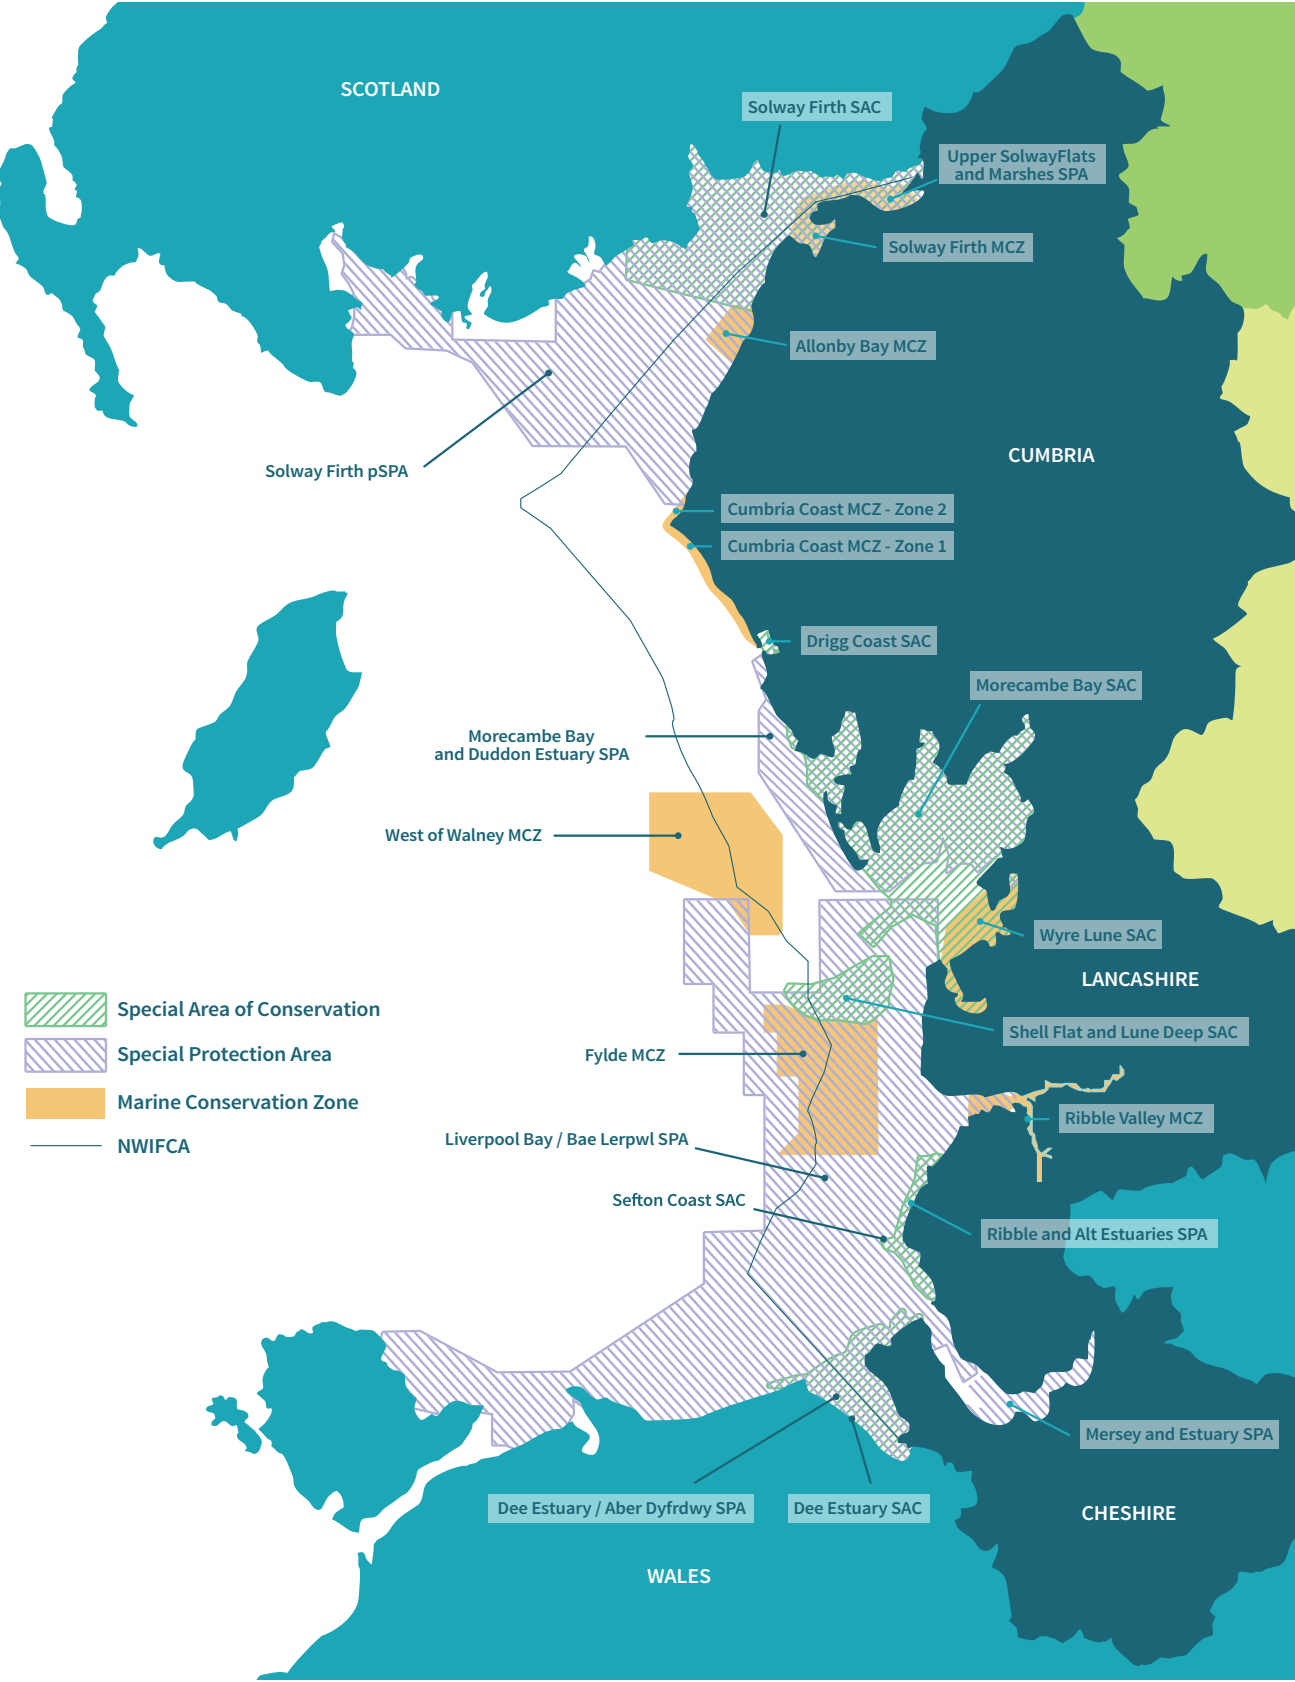 SCOTLAND
Solway Firth SAC
Upper SolwayFlats
and Marshes SPA
Solway Firth MCZ
Allonby Bay MCZ
CUMBRIA
Solway Firth pSPA
Cumbria Coast MCZ - Zone 2
Cumbria Coast MCZ - Zone 1
Drigg Coast SAC
Morecambe Bay SAC
Morecambe Bay
and Duddon Estuary SPA
West of Walney MCZ
Wyre Lune SAC
LANCASHIRE
Special Area of Conservation
Shell Flat and Lune Deep SAC
Special Protection Area
Fylde MCZ
Marine Conservation Zone
Ribble Valley MCZ
NWIFCA
Liverpool Bay / Bae Lerpwl SPA
Sefton Coast SAC
Ribble and Alt Estuaries SPA
Mersey and Estuary SPA
Dee Estuary / Aber Dyfrdwy SPA
Dee Estuary SAC
CHESHIRE
WALES